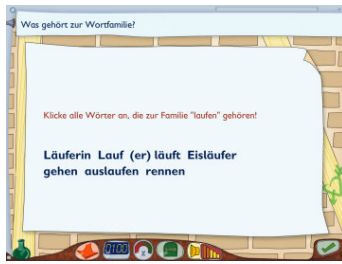 Was gehört zur Wortfamilie?
Klicke alle Wörter an, die zur Familie "laufen" gehören!
Läuferin Lauf (er) läuft Eisläufer
gehen auslaufen rennen